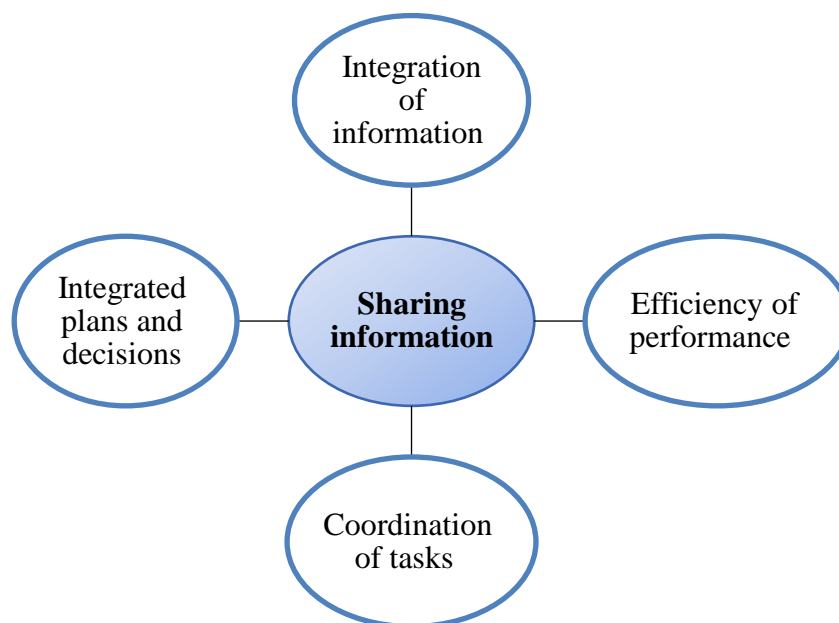 Integration
of
information
Integrated
plans and
decisions
Sharing
information
Efficiency of
performance
Coordination
of tasks